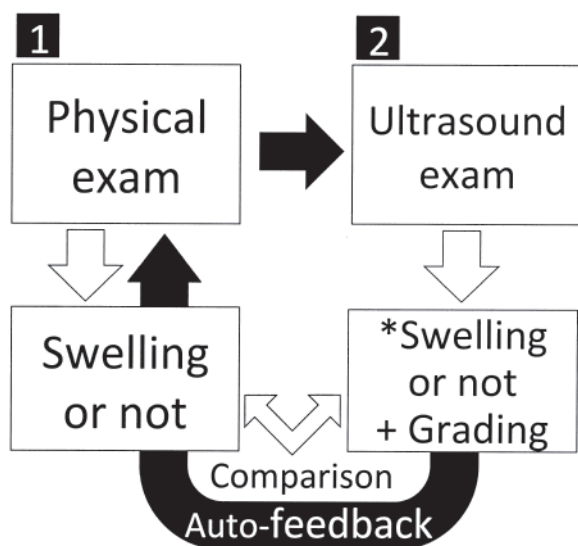 1
Physical
exam
2
Ultrasound
exam
Swelling
or not
*Swelling
or not
+ Grading
Comparison
Auto-feedback